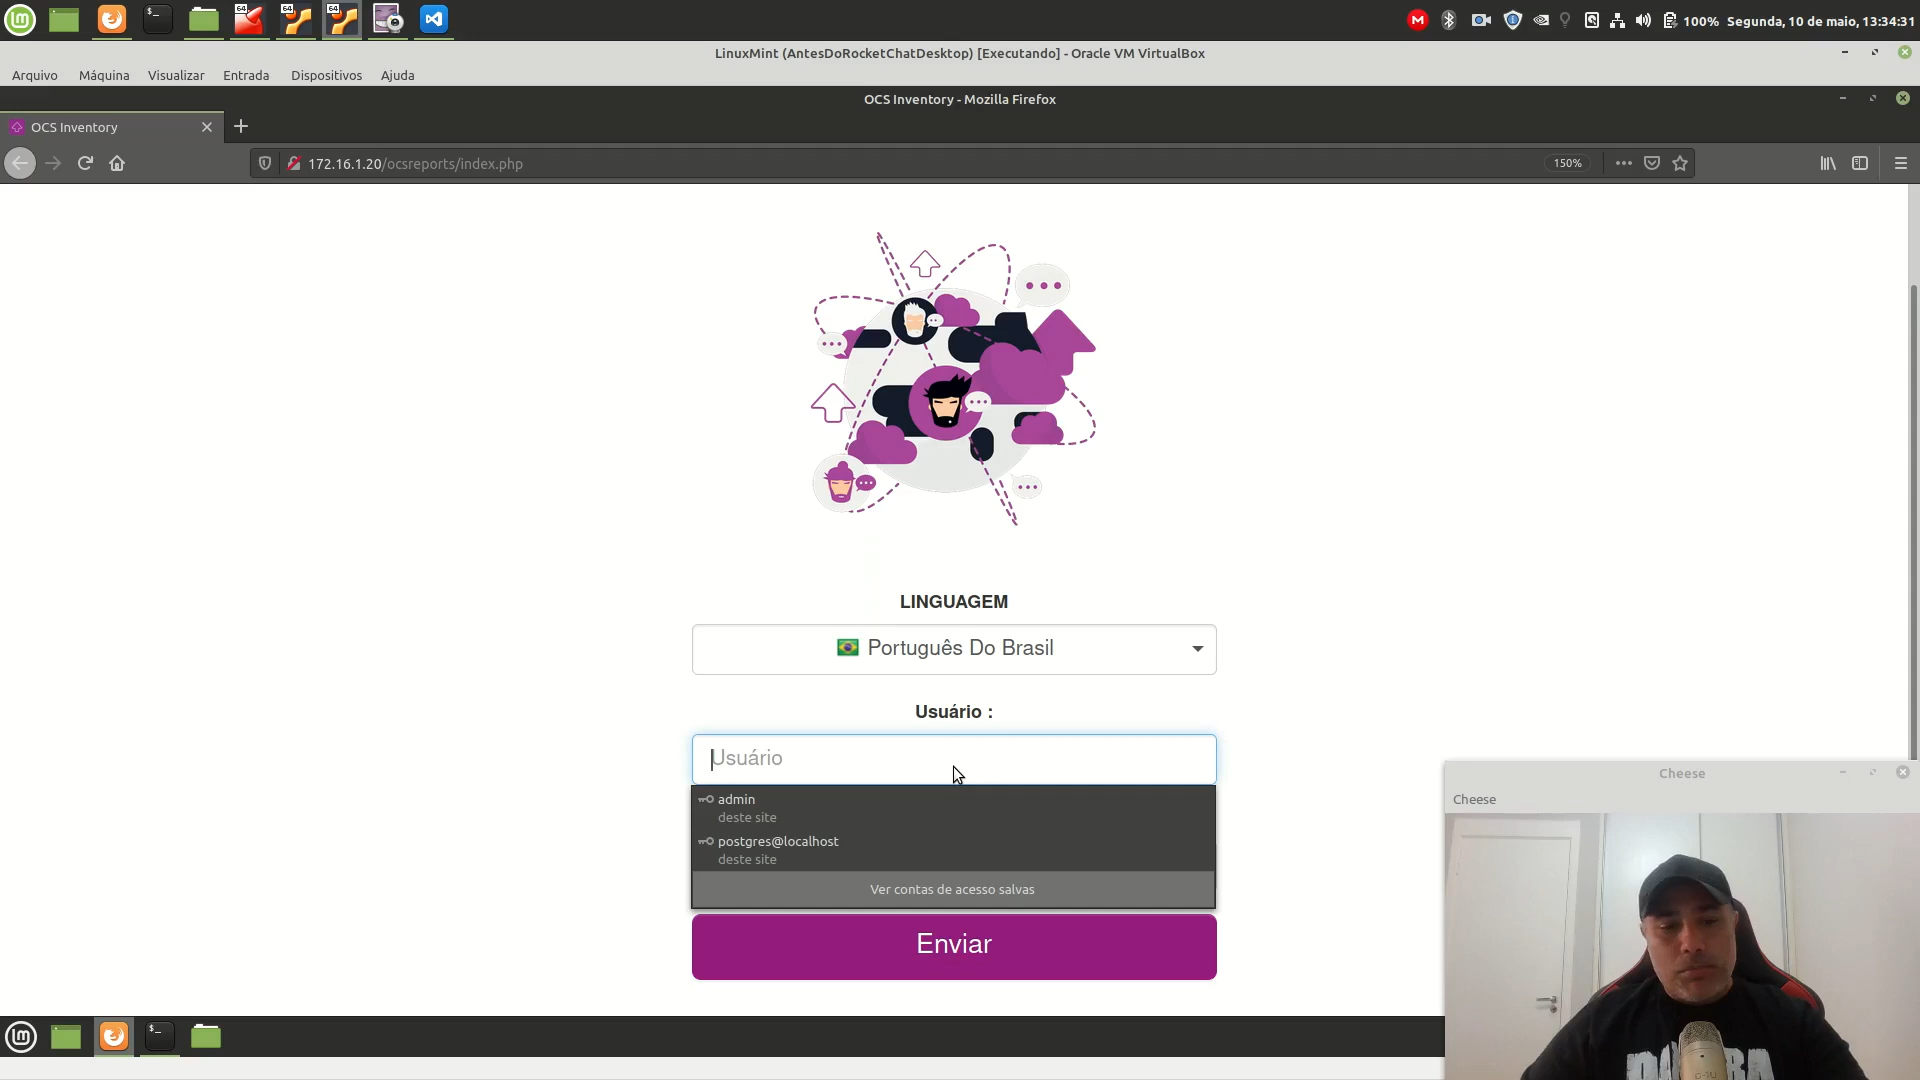 100% Segunda, 10 de maio, 13:34:31
LinuxMint (AntesDoRocketChatDesktop) [Executando] - Oracle VM VirtualBox
Arquivo Máquina Visualizar Entrada Dispositivos Ajuda
OCS Inventory - Mozilla Firefox
OCS Inventory
172.16.1.20/ocsreports/index.php
150%
LINGUAGEM
Português Do Brasil
Usuário :
Usuário
admin
deste site
postgres@localhost
deste site
Ver contas de acesso salvas
Enviar
Cheese
Cheese